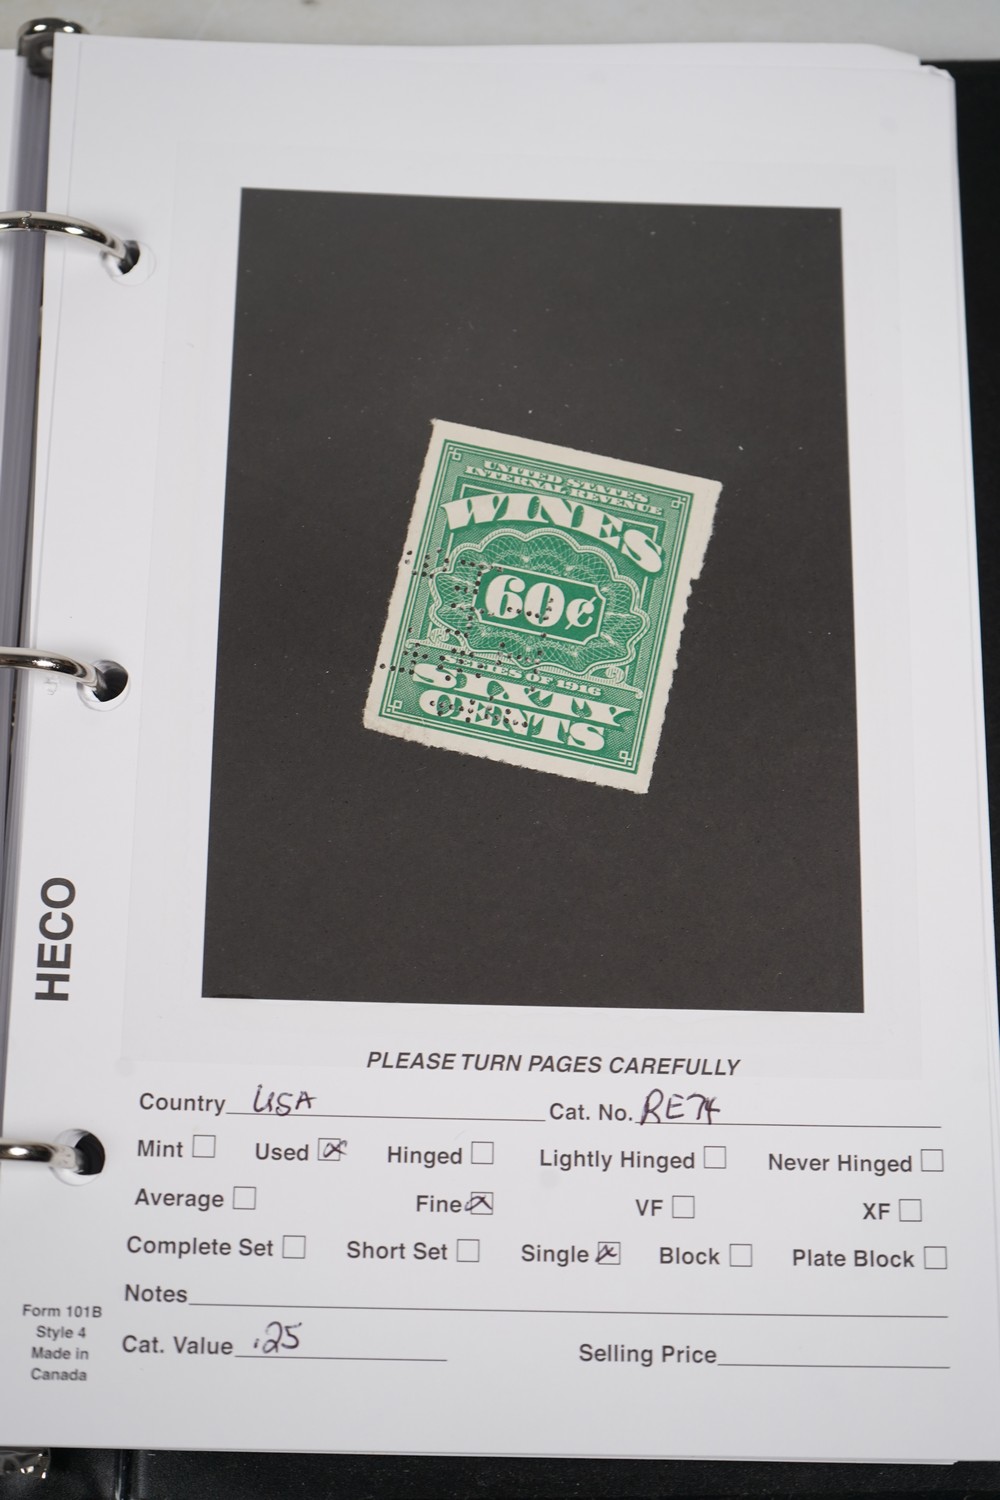 UNITED STATES
INTERNAL REVENUE
WINES
60¢
SERIES OF 1916
SIXTY
CENTS
HECO
PLEASE TURN PAGES CAREFULLY
Country USA Cat. No. RE74
Mint Used Hinged Lightly Hinged Never Hinged
Average Fine VF XF
Complete Set Short Set Single Block Plate Block
Notes
Cat. Value .25 Selling Price
Form 101B
Style 4
Made in
Canada